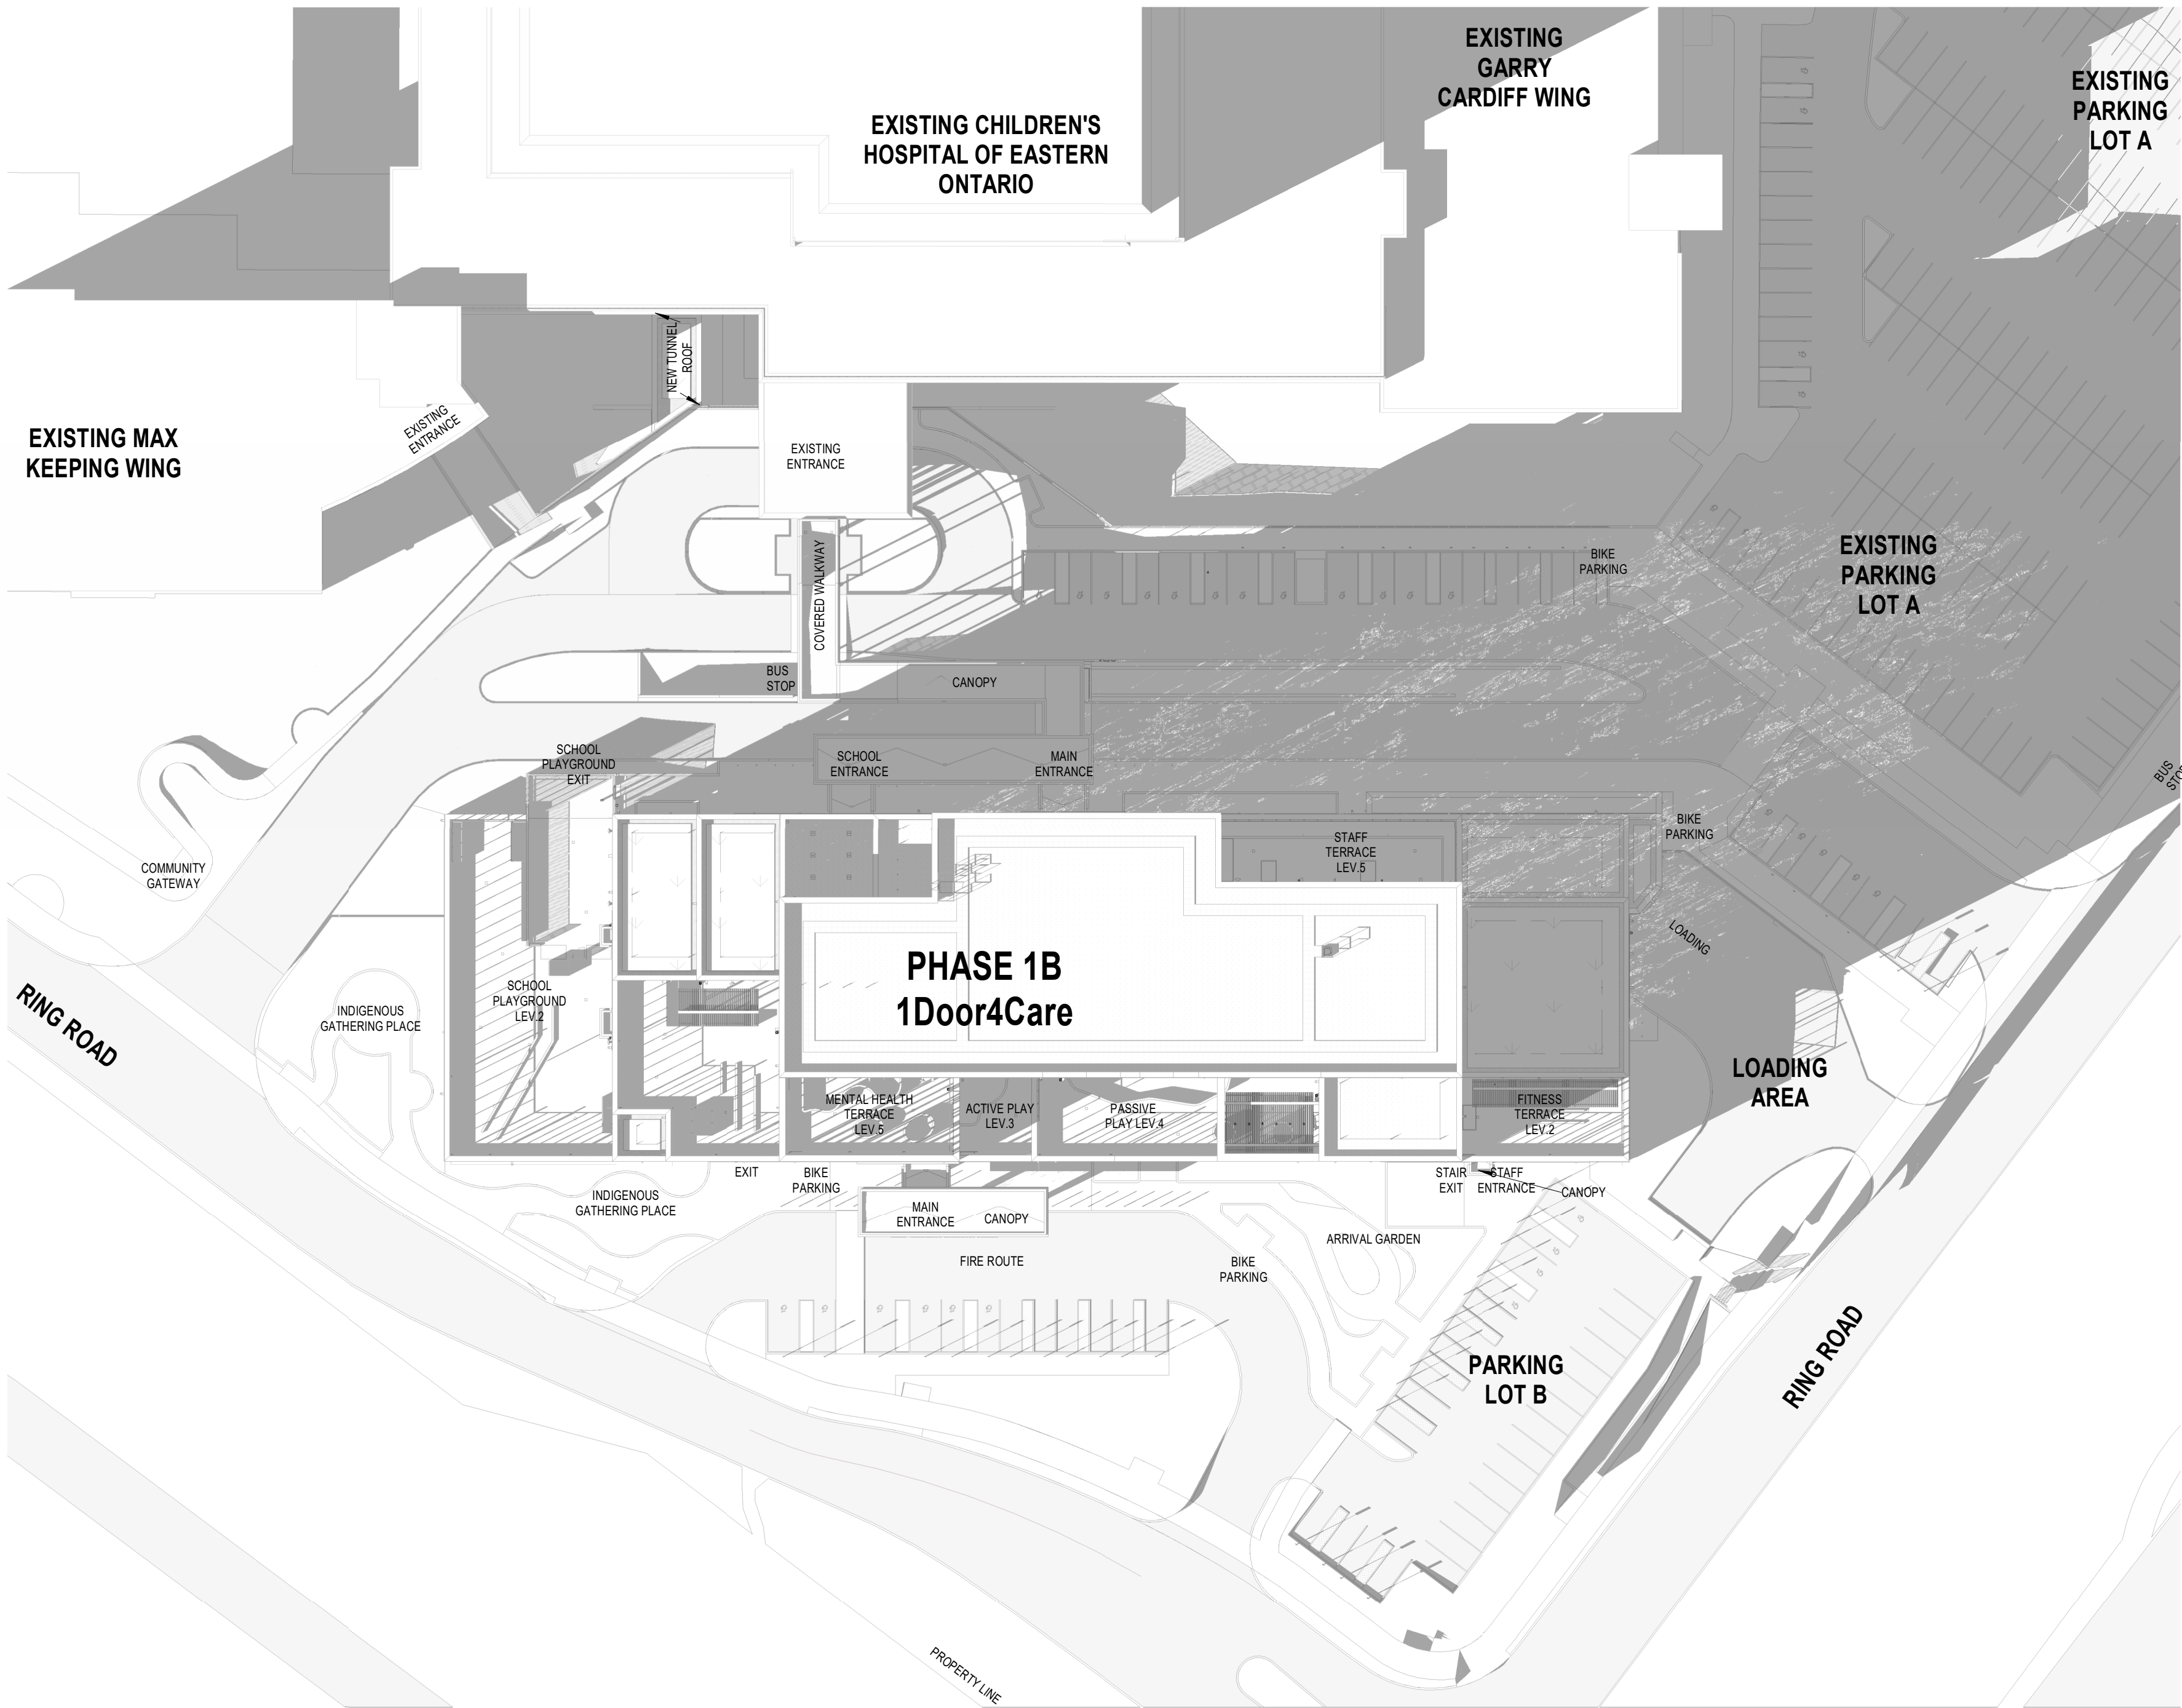 EXISTING
GARRY
CARDIFF WING
EXISTING
PARKING
LOT A
EXISTING CHILDREN'S
HOSPITAL OF EASTERN
ONTARIO
NEW TUNNEL
ROOF
EXISTING
ENTRANCE
EXISTING MAX
KEEPING WING
EXISTING
ENTRANCE
COVERED WALKWAY
BIKE
PARKING
EXISTING
PARKING
LOT A
BUS
STOP
CANOPY
SCHOOL
PLAYGROUND
EXIT
SCHOOL
ENTRANCE
MAIN
ENTRANCE
BUS
STOP
COMMUNITY
GATEWAY
STAFF
TERRACE
LEV.5
BIKE
PARKING
LOADING
PHASE 1B
1Door4Care
SCHOOL
PLAYGROUND
LEV.2
INDIGENOUS
GATHERING PLACE
RING ROAD
LOADING
AREA
MENTAL HEALTH
TERRACE
LEV.5
ACTIVE PLAY
LEV.3
PASSIVE
PLAY LEV.4
FITNESS
TERRACE
LEV.2
EXIT
BIKE
PARKING
STAIR
EXIT
STAFF
ENTRANCE
CANOPY
INDIGENOUS
GATHERING PLACE
MAIN
ENTRANCE
CANOPY
ARRIVAL GARDEN
FIRE ROUTE
BIKE
PARKING
PARKING
LOT B
RING ROAD
PROPERTY LINE